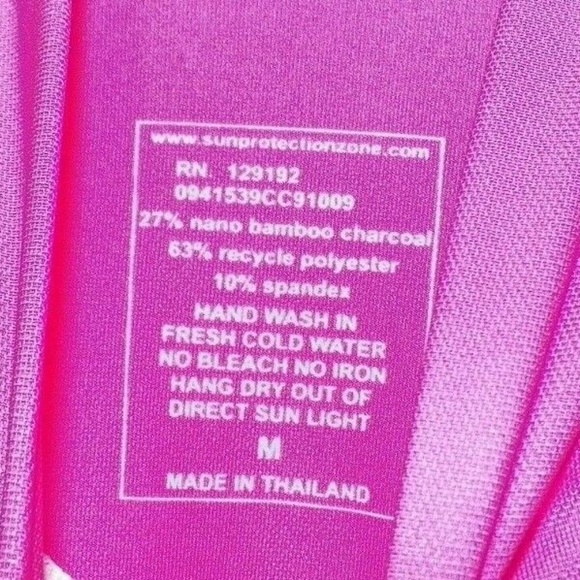 www.sunprotectionzone.com
RN. 129192
0941539CC91009
27% nano bamboo charcoal
63% recycle polyester
10% spandex
HAND WASH IN
FRESH COLD WATER
NO BLEACH NO IRON
HANG DRY OUT OF
DIRECT SUN LIGHT
M
MADE IN THAILAND